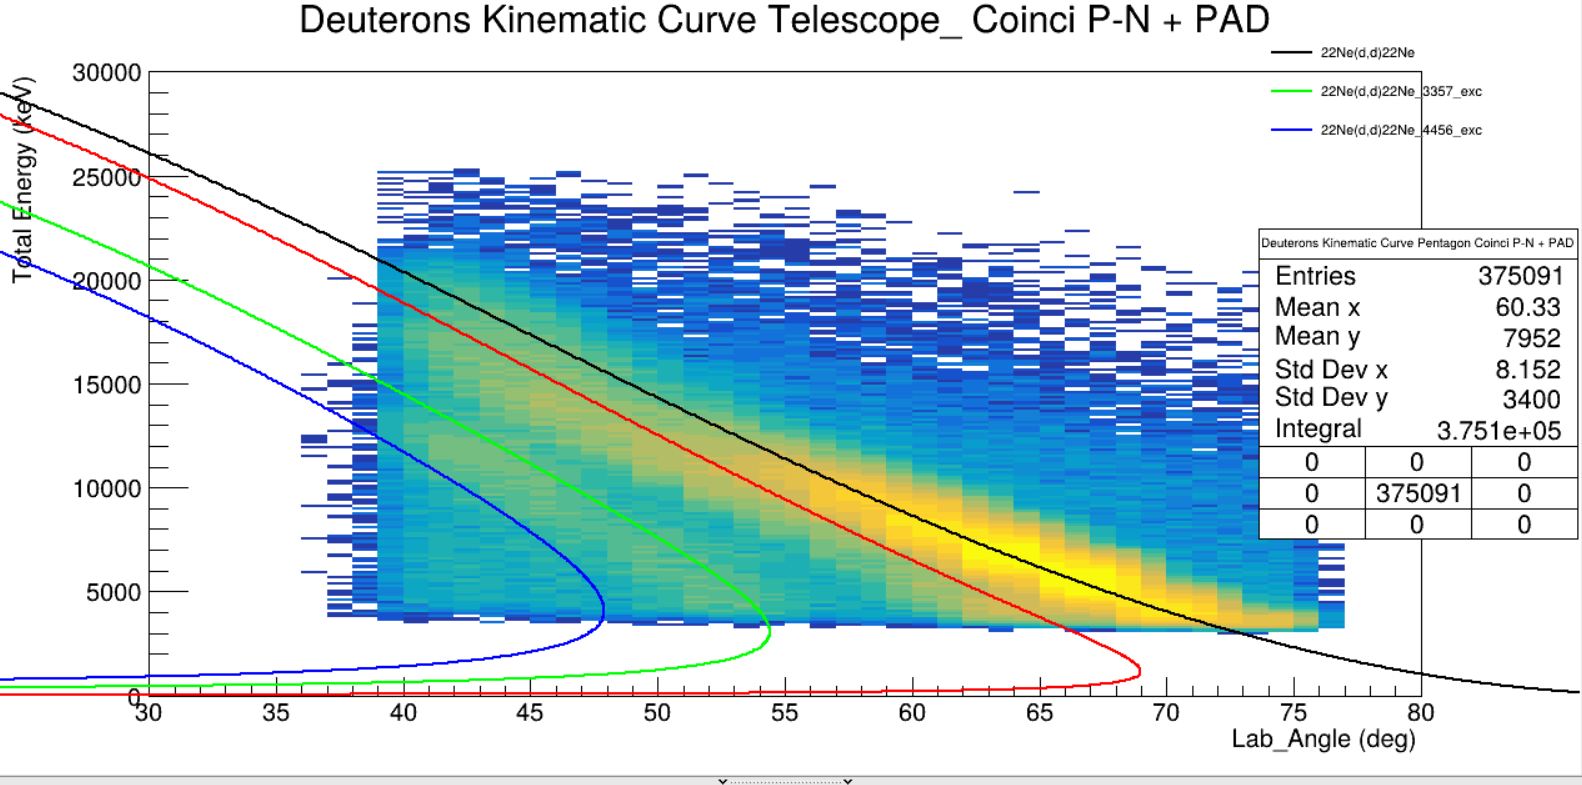 Deuterons Kinematic Curve Telescope_ Coinci P-N + PAD
22Ne(d,d)22Ne
22Ne(d,d)22Ne_3357_exc
22Ne(d,d)22Ne_4456_exc
Total Energy (keV)
30000
25000
20000
15000
10000
5000
0
Deuterons Kinematic Curve Pentagon Coinci P-N + PAD
Entries 375091
Mean x 60.33
Mean y 7952
Std Dev x 8.152
Std Dev y 3400
Integral 3.751e+05
0 0 0
0 375091 0
0 0 0
30 35 40 45 50 55 60 65 70 75 80
Lab_Angle (deg)